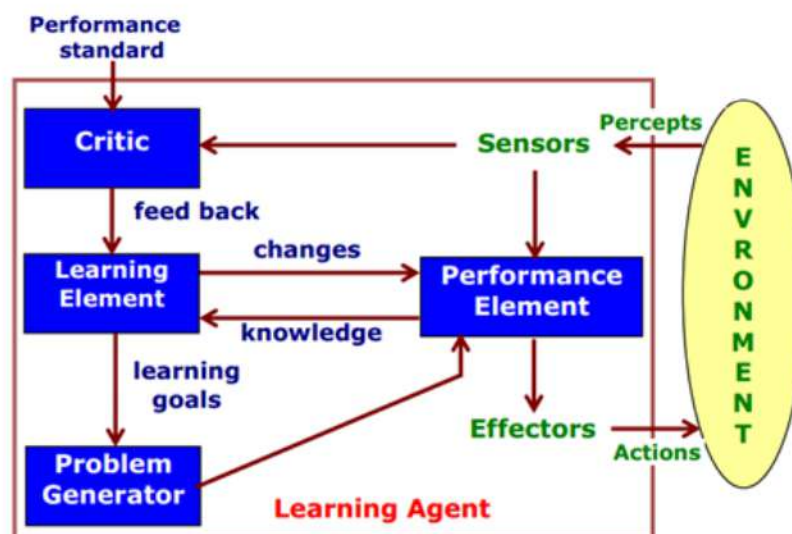 Performance
standard
Critic
Sensors
Percepts
feed back
changes
Learning
Element
Performance
Element
knowledge
learning
goals
Effectors
Actions
Problem
Generator
Learning Agent
ENVRONMENT